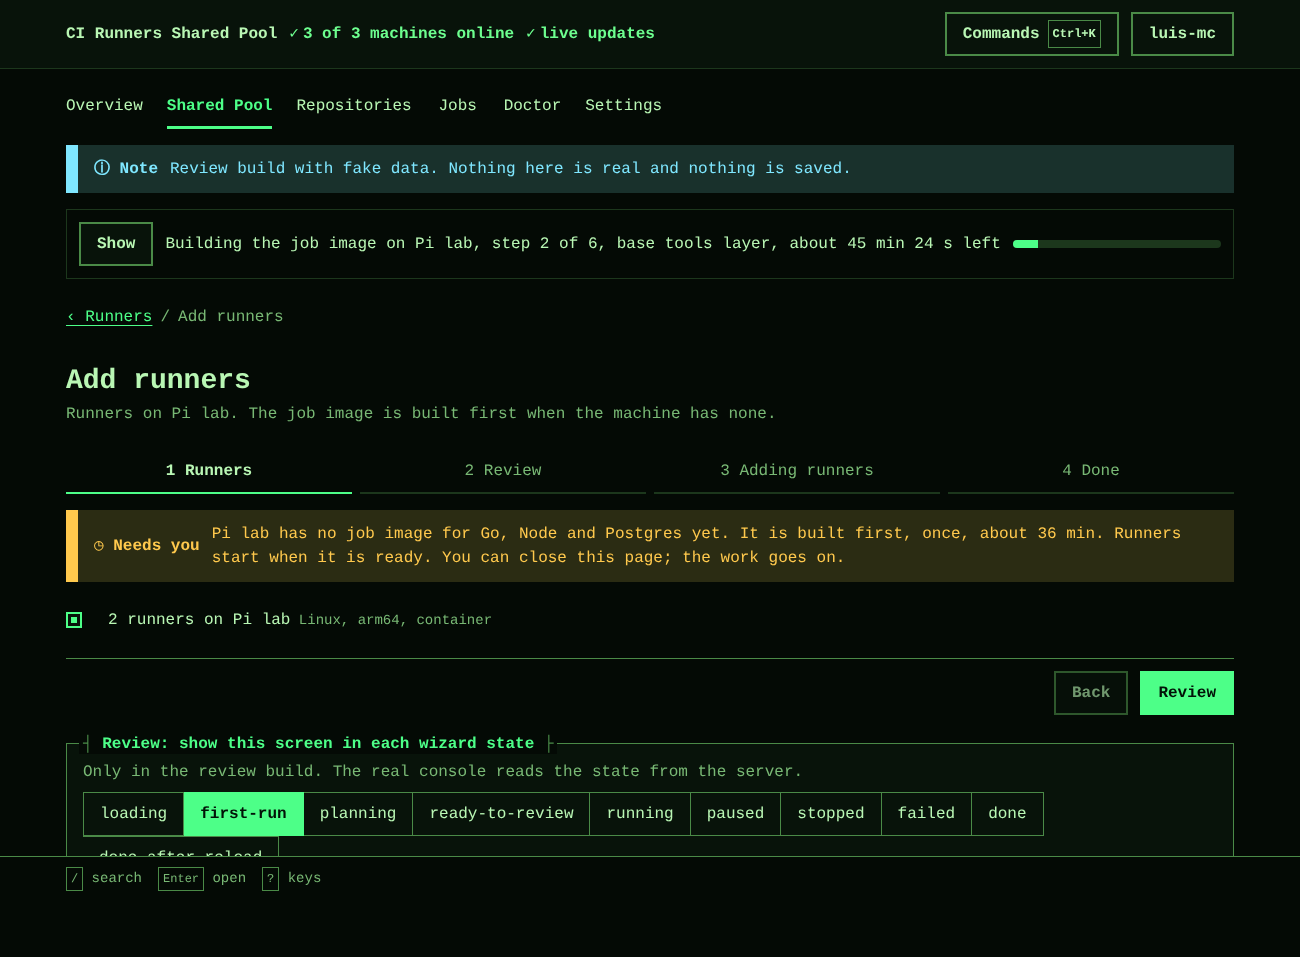 CI Runners Shared Pool ✓ 3 of 3 machines online ✓ live updates Commands Ctrl+K luis-mc
Overview Shared Pool Repositories Jobs Doctor Settings
ⓘ Note Review build with fake data. Nothing here is real and nothing is saved.
Show Building the job image on Pi lab, step 2 of 6, base tools layer, about 45 min 24 s left
‹ Runners / Add runners
Add runners
Runners on Pi lab. The job image is built first when the machine has none.
1 Runners 2 Review 3 Adding runners 4 Done
◷ Needs you Pi lab has no job image for Go, Node and Postgres yet. It is built first, once, about 36 min. Runners
start when it is ready. You can close this page; the work goes on.
2 runners on Pi lab Linux, arm64, container
Back Review
Review: show this screen in each wizard state
Only in the review build. The real console reads the state from the server.
loading first-run planning ready-to-review running paused stopped failed done
done after reload
/ search Enter open ? keys